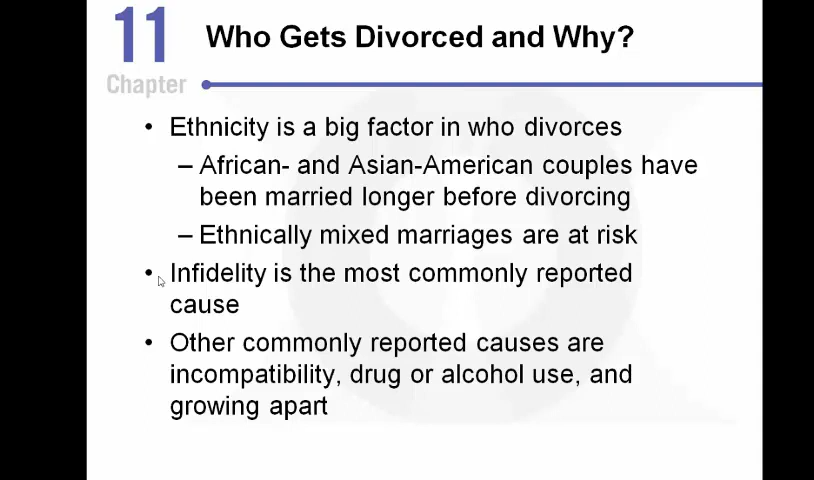 11
Chapter
Who Gets Divorced and Why?
• Ethnicity is a big factor in who divorces
– African- and Asian-American couples have
been married longer before divorcing
– Ethnically mixed marriages are at risk
• Infidelity is the most commonly reported
cause
• Other commonly reported causes are
incompatibility, drug or alcohol use, and
growing apart